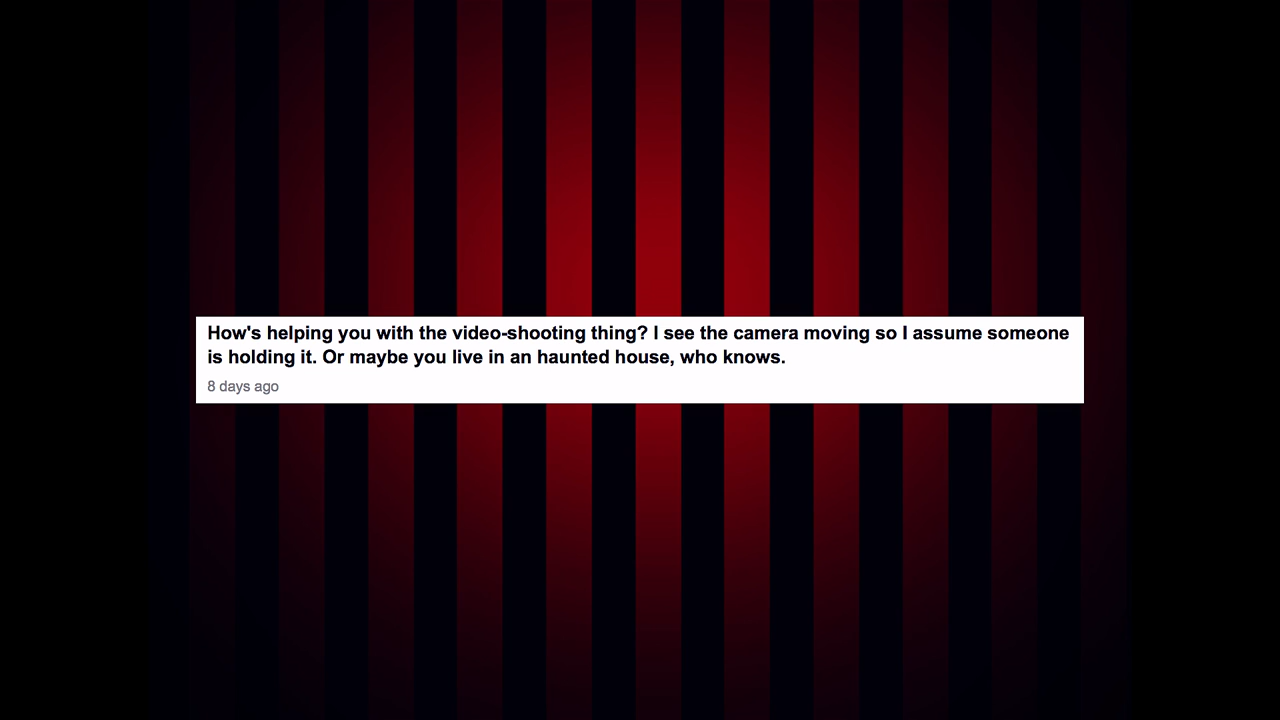 How's helping you with the video-shooting thing? I see the camera moving so I assume someone
is holding it. Or maybe you live in an haunted house, who knows.
8 days ago